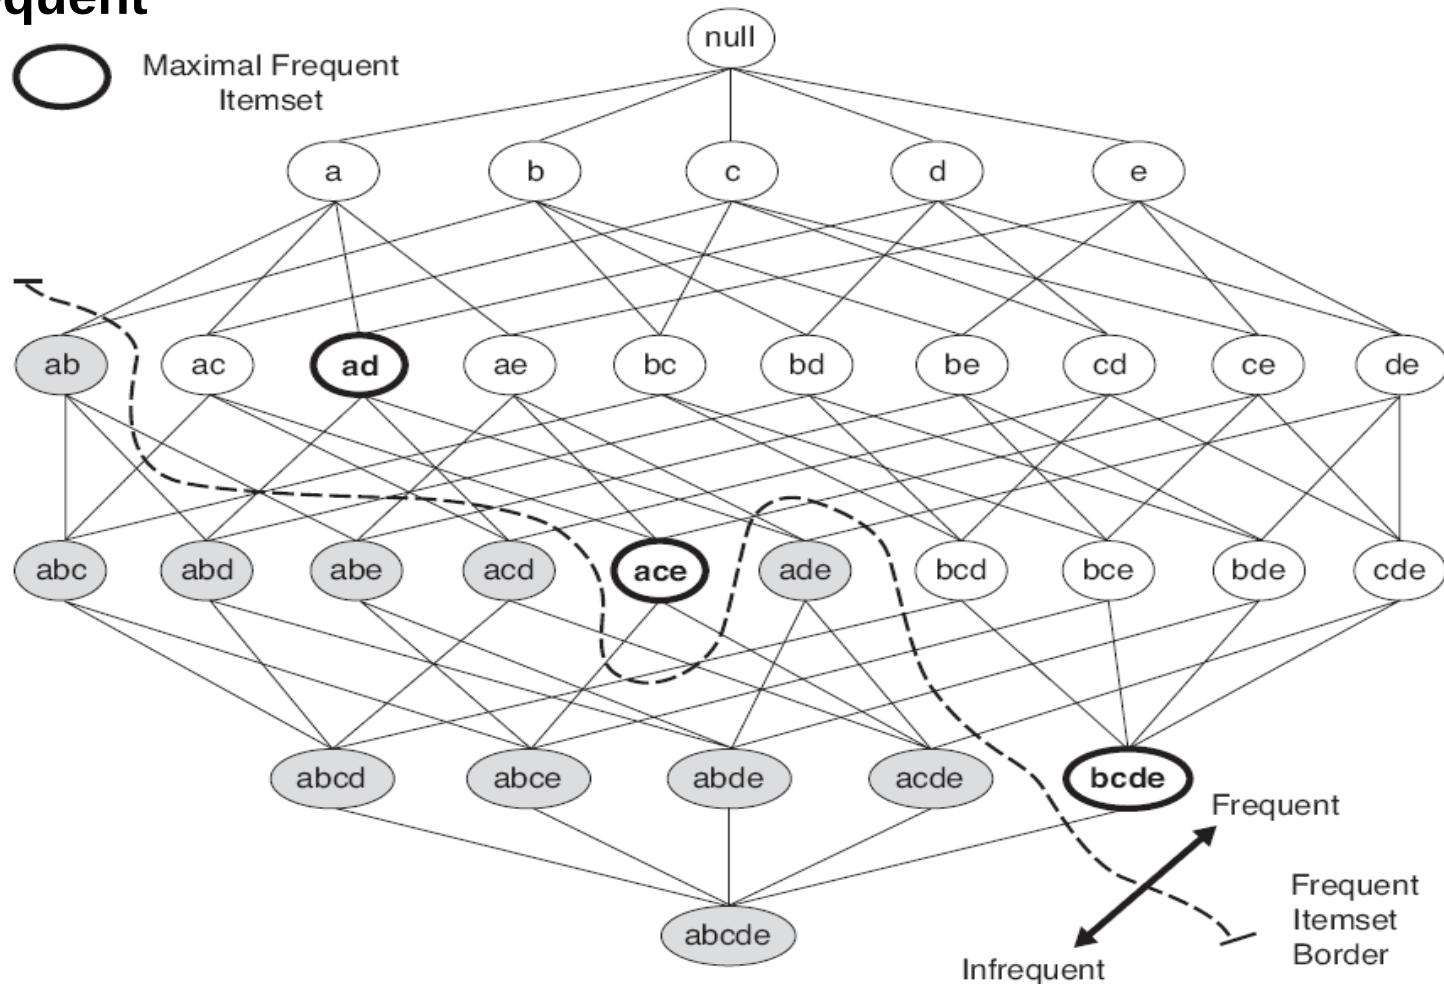 null
Maximal Frequent
Itemset
a b c d e
ab ac ad ae bc bd be cd ce de
abc abd abe acd ace ade bcd bce bde cde
abcd abce abde acde bcde
Frequent
Frequent
Itemset
Border
abcde
Infrequent